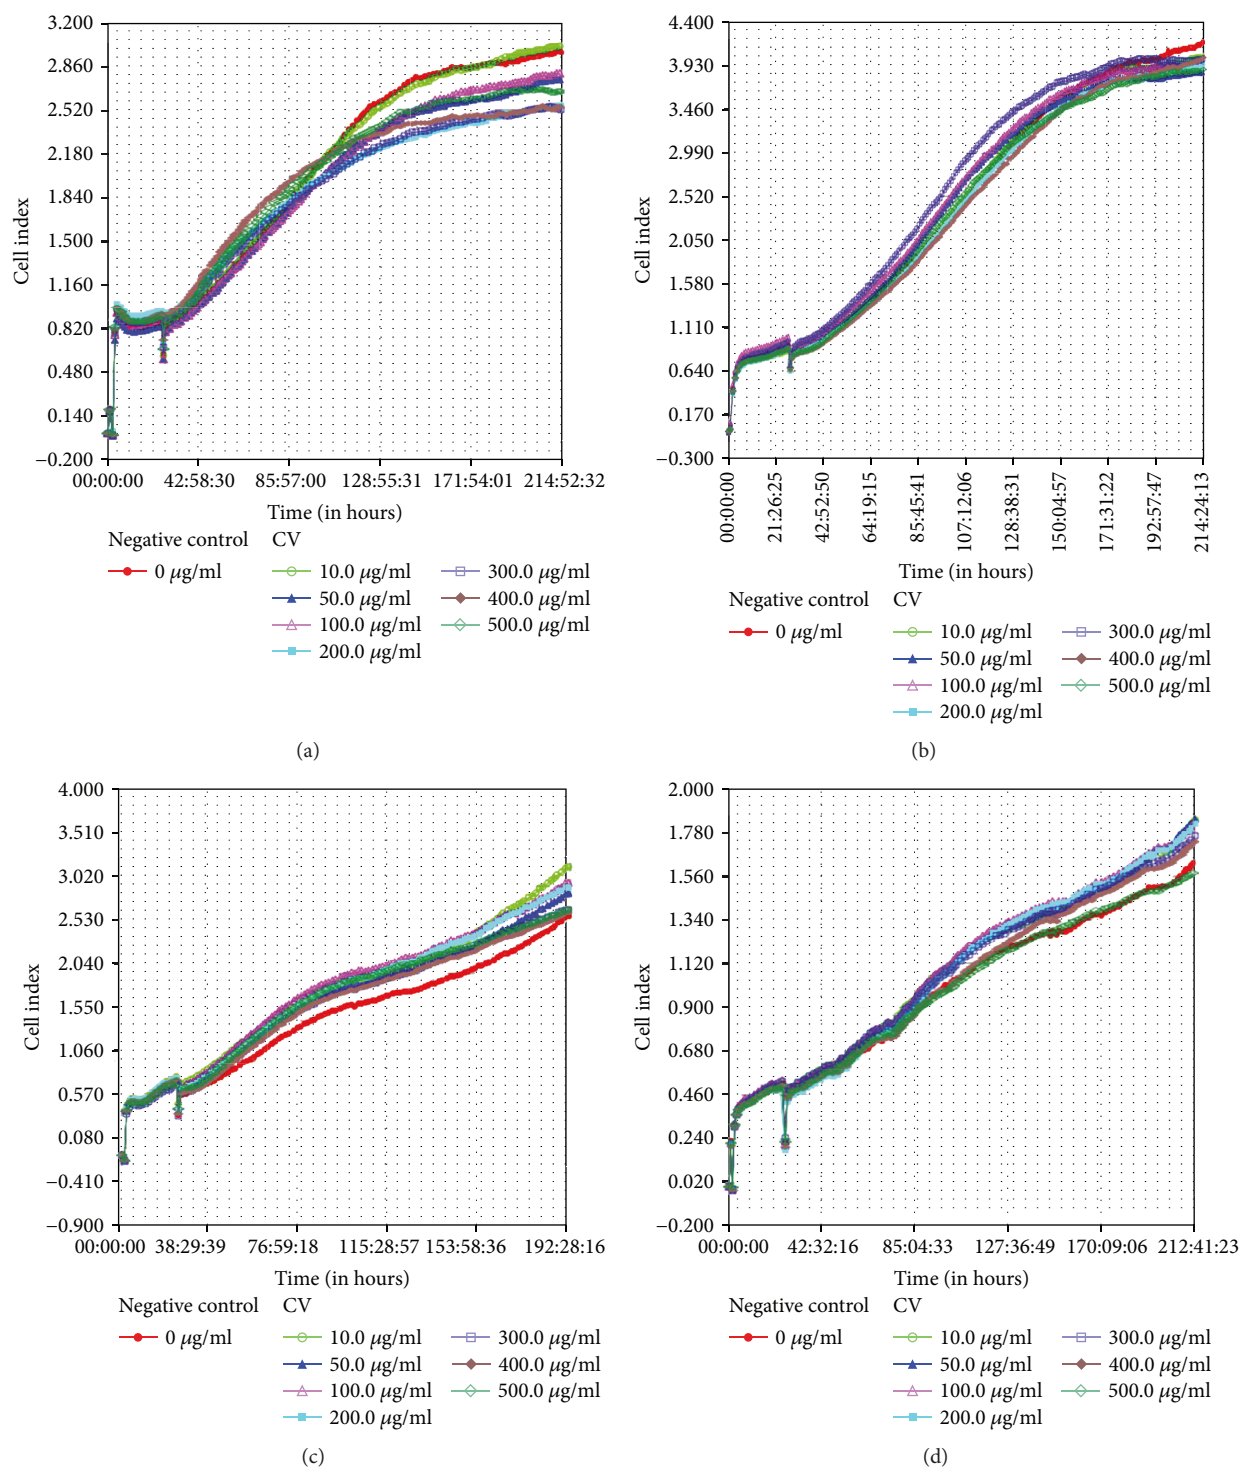 3.200
2.860
2.520
2.180
1.840
1.500
1.160
0.820
0.480
0.140
−0.200
Cell index
00:00:00 42:58:30 85:57:00 128:55:31 171:54:01 214:52:32
Time (in hours)
Negative control CV
0 μg/ml 10.0 μg/ml 300.0 μg/ml
50.0 μg/ml 400.0 μg/ml
100.0 μg/ml 500.0 μg/ml
200.0 μg/ml
(a)
4.400
3.930
3.460
2.990
2.520
2.050
1.580
1.110
0.640
0.170
−0.300
Cell index
00:00:00 21:26:25 42:52:50 64:19:15 85:45:41 107:12:06 128:38:31 150:04:57 171:31:22 192:57:47 214:24:13
Time (in hours)
Negative control CV
0 μg/ml 10.0 μg/ml 300.0 μg/ml
50.0 μg/ml 400.0 μg/ml
100.0 μg/ml 500.0 μg/ml
200.0 μg/ml
(b)
4.000
3.510
3.020
2.530
2.040
1.550
1.060
0.570
0.080
−0.410
−0.900
Cell index
00:00:00 38:29:39 76:59:18 115:28:57 153:58:36 192:28:16
Time (in hours)
Negative control CV
0 μg/ml 10.0 μg/ml 300.0 μg/ml
50.0 μg/ml 400.0 μg/ml
100.0 μg/ml 500.0 μg/ml
200.0 μg/ml
(c)
2.000
1.780
1.560
1.340
1.120
0.900
0.680
0.460
0.240
0.020
−0.200
Cell index
00:00:00 42:32:16 85:04:33 127:36:49 170:09:06 212:41:23
Time (in hours)
Negative control CV
0 μg/ml 10.0 μg/ml 300.0 μg/ml
50.0 μg/ml 400.0 μg/ml
100.0 μg/ml 500.0 μg/ml
200.0 μg/ml
(d)